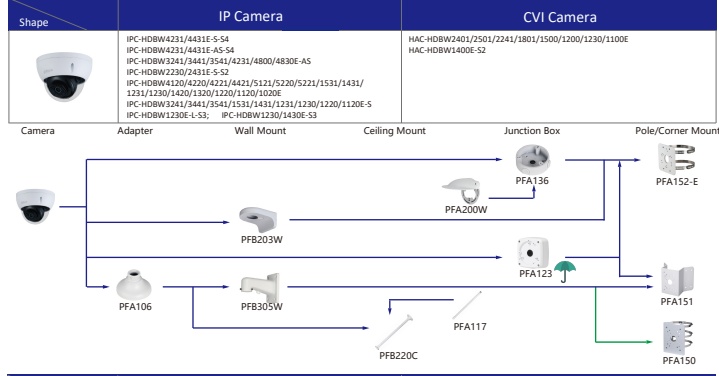 Shape
IP Camera
CVI Camera
IPC-HDBW4231/4431E-S-S4
IPC-HDBW4231/4431E-AS-S4
IPC-HDBW3241/3441/3541/4231/4800/4830E-AS
IPC-HDBW2230/2431E-S-S2
IPC-HDBW4120/4220/4221/4421/5121/5220/5221/1531/1431/
1231/1230/1420/1320/1220/1120/1020E
IPC-HDBW3241/3441/3541/1531/1431/1231/1230/1220/1120E-S
IPC-HDBW1230E-L-S3; IPC-HDBW1230/1430E-S3
HAC-HDBW2401/2501/2241/1801/1500/1200/1230/1100E
HAC-HDBW1400E-S2
Camera
Adapter
Wall Mount
Ceiling Mount
Junction Box
Pole/Corner Mount
PFA136
PFA152-E
PFA200W
PFB203W
PFA123
PFA106
PFB305W
PFA151
PFA117
PFB220C
PFA150